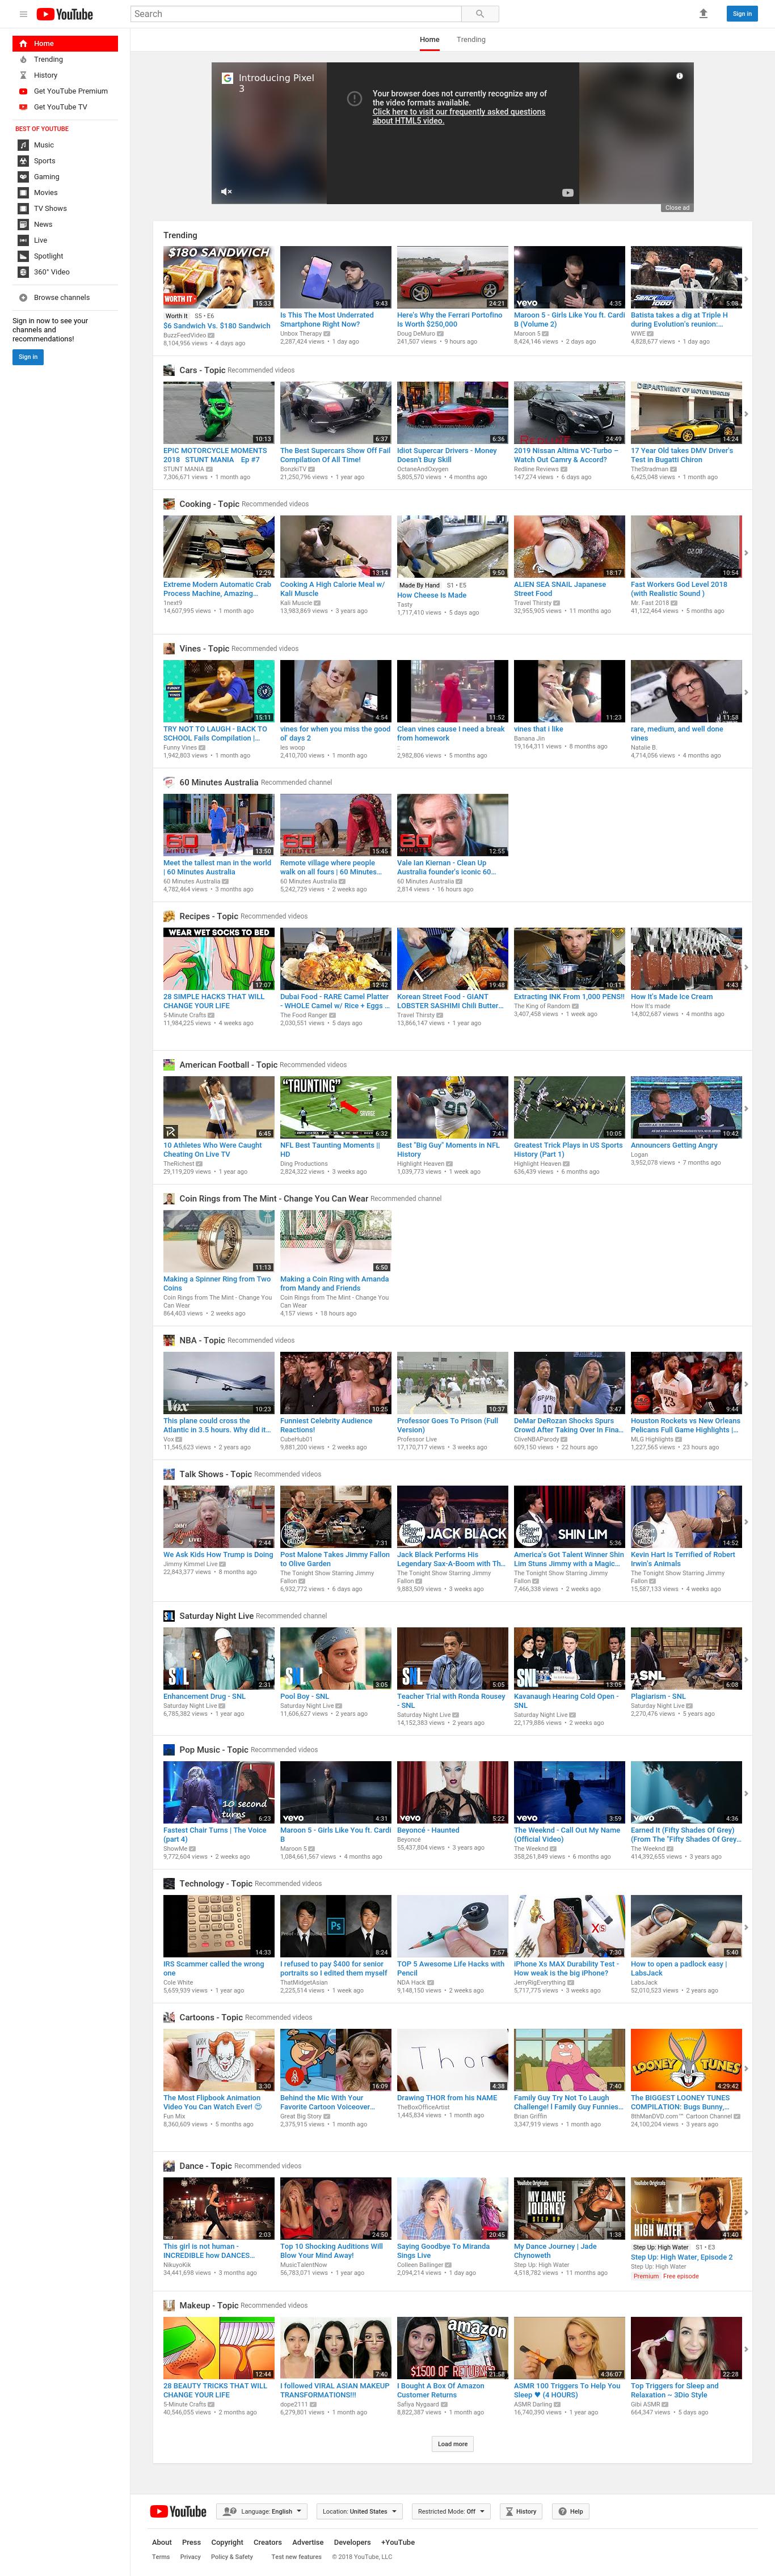 YouTube
Search
Sign in
Home
Trending
History
Get YouTube Premium
Get YouTube TV
BEST OF YOUTUBE
Music
Sports
Gaming
Movies
TV Shows
News
Live
Spotlight
360° Video
Browse channels
Sign in now to see your
channels and
recommendations!
Sign in
Home
Trending
Introducing Pixel
3
Your browser does not currently recognize any of
the video formats available.
Click here to visit our frequently asked questions
about HTML5 video.
Close ad
Trending
$180 SANDWICH
WORTH IT
15:33
Worth It S5 • E6
$6 Sandwich Vs. $180 Sandwich
BuzzFeedVideo
8,104,956 views • 4 days ago
9:43
Is This The Most Underrated
Smartphone Right Now?
Unbox Therapy
2,287,424 views • 1 day ago
24:21
Here's Why the Ferrari Portofino
Is Worth $250,000
Doug DeMuro
241,507 views • 9 hours ago
vevo
4:35
Maroon 5 - Girls Like You ft. Cardi
B (Volume 2)
Maroon 5
8,424,146 views • 2 days ago
5:08
Batista takes a dig at Triple H
during Evolution's reunion:...
WWE
4,828,677 views • 1 day ago
Cars - Topic Recommended videos
10:13
EPIC MOTORCYCLE MOMENTS
2018 STUNT MANIA Ep #7
STUNT MANIA
7,306,671 views • 1 month ago
6:37
The Best Supercars Show Off Fail
Compilation Of All Time!
BonzkiTV
21,250,796 views • 1 year ago
6:36
Idiot Supercar Drivers - Money
Doesn't Buy Skill
OctaneAndOxygen
5,805,570 views • 4 months ago
24:49
2019 Nissan Altima VC-Turbo –
Watch Out Camry & Accord?
Redline Reviews
147,274 views • 6 days ago
DEPARTMENT OF MOTOR VEHICLES
14:24
17 Year Old takes DMV Driver's
Test in Bugatti Chiron
TheStradman
6,425,048 views • 1 month ago
Cooking - Topic Recommended videos
12:29
Extreme Modern Automatic Crab
Process Machine, Amazing...
1next9
14,607,995 views • 1 month ago
13:14
Cooking A High Calorie Meal w/
Kali Muscle
Kali Muscle
13,983,869 views • 3 years ago
9:50
Made By Hand S1 • E5
How Cheese Is Made
Tasty
1,717,410 views • 5 days ago
18:17
ALIEN SEA SNAIL Japanese
Street Food
Travel Thirsty
32,955,905 views • 11 months ago
02:09
10:54
Fast Workers God Level 2018
(with Realistic Sound )
Mr. Fast 2018
41,122,464 views • 5 months ago
Vines - Topic Recommended videos
FUNNY
VINES
15:11
TRY NOT TO LAUGH - BACK TO
SCHOOL Fails Compilation |...
Funny Vines
1,942,803 views • 1 month ago
4:54
vines for when you miss the good
ol' days 2
les woop
2,410,700 views • 1 month ago
11:52
Clean vines cause I need a break
from homework
::
2,982,806 views • 5 months ago
11:23
vines that i like
Banana Jin
19,164,311 views • 8 months ago
11:58
rare, medium, and well done
vines
Natalie B.
4,714,056 views • 4 months ago
60 Minutes Australia Recommended channel
60
MINUTES
13:50
Meet the tallest man in the world
| 60 Minutes Australia
60 Minutes Australia
4,782,464 views • 3 months ago
60
MINUTES
15:45
Remote village where people
walk on all fours | 60 Minutes...
60 Minutes Australia
5,242,729 views • 2 weeks ago
60
MINUTES
12:55
Vale Ian Kiernan - Clean Up
Australia founder's iconic 60...
60 Minutes Australia
2,814 views • 16 hours ago
Recipes - Topic Recommended videos
WEAR WET SOCKS TO BED
17:07
28 SIMPLE HACKS THAT WILL
CHANGE YOUR LIFE
5-Minute Crafts
11,984,225 views • 4 weeks ago
12:42
Dubai Food - RARE Camel Platter
- WHOLE Camel w/ Rice + Eggs ...
The Food Ranger
2,030,551 views • 5 days ago
19:48
Korean Street Food - GIANT
LOBSTER SASHIMI Chili Butter...
Travel Thirsty
13,866,147 views • 1 year ago
10:11
Extracting INK From 1,000 PENS!!
The King of Random
3,407,458 views • 1 week ago
4:43
How It's Made Ice Cream
How It's made
14,802,687 views • 4 months ago
American Football - Topic Recommended videos
6:45
10 Athletes Who Were Caught
Cheating On Live TV
TheRichest
29,119,209 views • 1 year ago
"TAUNTING"
SAVAGE
6:32
NFL Best Taunting Moments ||
HD
Ding Productions
2,824,322 views • 3 weeks ago
90
7:41
Best "Big Guy" Moments in NFL
History
Highlight Heaven
1,039,773 views • 1 week ago
10:05
Greatest Trick Plays in US Sports
History (Part 1)
Highlight Heaven
636,439 views • 6 months ago
10:42
Announcers Getting Angry
Logan
3,952,078 views • 7 months ago
Coin Rings from The Mint - Change You Can Wear Recommended channel
11:13
Making a Spinner Ring from Two
Coins
Coin Rings from The Mint - Change You
Can Wear
864,403 views • 2 weeks ago
6:50
Making a Coin Ring with Amanda
from Mandy and Friends
Coin Rings from The Mint - Change You
Can Wear
4,157 views • 18 hours ago
NBA - Topic Recommended videos
Vox
10:23
This plane could cross the
Atlantic in 3.5 hours. Why did it...
Vox
11,545,623 views • 2 years ago
10:25
Funniest Celebrity Audience
Reactions!
CubeHub01
9,881,200 views • 2 weeks ago
10:37
Professor Goes To Prison (Full
Version)
Professor Live
17,170,717 views • 3 weeks ago
SPURS
10
3:47
DeMar DeRozan Shocks Spurs
Crowd After Taking Over In Fina...
CliveNBAParody
609,150 views • 22 hours ago
23
9:44
Houston Rockets vs New Orleans
Pelicans Full Game Highlights |...
MLG Highlights
1,227,565 views • 23 hours ago
Talk Shows - Topic Recommended videos
LIVE!
2:44
We Ask Kids How Trump is Doing
Jimmy Kimmel Live
22,843,377 views • 8 months ago
7:31
Post Malone Takes Jimmy Fallon
to Olive Garden
The Tonight Show Starring Jimmy
Fallon
6,932,772 views • 6 days ago
JACK BLACK
2:22
Jack Black Performs His
Legendary Sax-A-Boom with Th...
The Tonight Show Starring Jimmy
Fallon
9,883,509 views • 3 weeks ago
SHIN LIM
5:36
America's Got Talent Winner Shin
Lim Stuns Jimmy with a Magic...
The Tonight Show Starring Jimmy
Fallon
7,466,338 views • 2 weeks ago
14:52
Kevin Hart Is Terrified of Robert
Irwin's Animals
The Tonight Show Starring Jimmy
Fallon
15,587,133 views • 4 weeks ago
Saturday Night Live Recommended channel
SNL
2:31
Enhancement Drug - SNL
Saturday Night Live
6,785,382 views • 1 year ago
SNL
3:05
Pool Boy - SNL
Saturday Night Live
11,606,627 views • 2 years ago
SNL
5:05
Teacher Trial with Ronda Rousey
- SNL
Saturday Night Live
14,152,383 views • 2 years ago
SNL
13:05
Kavanaugh Hearing Cold Open -
SNL
Saturday Night Live
22,179,886 views • 2 weeks ago
SNL
6:08
Plagiarism - SNL
Saturday Night Live
2,270,476 views • 5 years ago
Pop Music - Topic Recommended videos
10 second
turns
6:23
Fastest Chair Turns | The Voice
(part 4)
ShowMe
9,772,604 views • 2 weeks ago
vevo
4:31
Maroon 5 - Girls Like You ft. Cardi
B
Maroon 5
1,084,661,567 views • 4 months ago
5:22
Beyoncé - Haunted
Beyoncé
55,437,804 views • 3 years ago
vevo
3:59
The Weeknd - Call Out My Name
(Official Video)
The Weeknd
358,261,849 views • 6 months ago
vevo
4:36
Earned It (Fifty Shades Of Grey)
(From The "Fifty Shades Of Grey...
The Weeknd
414,392,655 views • 3 years ago
Technology - Topic Recommended videos
14:33
IRS Scammer called the wrong
one
Cole White
5,659,939 views • 1 year ago
Ps
8:24
I refused to pay $400 for senior
portraits so I edited them myself
ThatMidgetAsian
2,225,514 views • 1 week ago
7:57
TOP 5 Awesome Life Hacks with
Pencil
NDA Hack
9,148,150 views • 2 weeks ago
7:30
iPhone Xs MAX Durability Test -
How weak is the big iPhone?
JerryRigEverything
5,717,775 views • 3 weeks ago
5:40
How to open a padlock easy |
LabsJack
LabsJack
52,010,523 views • 2 years ago
Cartoons - Topic Recommended videos
IT
3:30
The Most Flipbook Animation
Video You Can Watch Ever! 😍
Fun Mix
8,360,609 views • 5 months ago
16:09
Behind the Mic With Your
Favorite Cartoon Voiceover...
Great Big Story
2,375,915 views • 1 month ago
Thor
4:38
Drawing THOR from his NAME
TheBoxOfficeArtist
1,445,834 views • 1 month ago
7:40
Family Guy Try Not To Laugh
Challenge! I Family Guy Funnies...
Brian Griffin
3,347,919 views • 1 month ago
LOONEY TUNES
4:29:42
The BIGGEST LOONEY TUNES
COMPILATION: Bugs Bunny,...
8thManDVD.com™ Cartoon Channel
24,100,204 views • 3 years ago
Dance - Topic Recommended videos
2:03
This girl is not human -
INCREDIBLE how DANCES...
NikuyoKik
34,441,698 views • 3 months ago
24:50
Top 10 Shocking Auditions Will
Blow Your Mind Away!
MusicTalentNow
56,783,071 views • 1 year ago
20:45
Saying Goodbye To Miranda
Sings Live
Colleen Ballinger
2,094,214 views • 1 day ago
YouTube Originals
MY DANCE
JOURNEY
STEP UP
1:38
My Dance Journey | Jade
Chynoweth
Step Up: High Water
4,518,782 views • 11 months ago
YouTube Originals
STEP UP
HIGH WATER
41:40
Step Up: High Water S1 • E3
Step Up: High Water, Episode 2
Step Up: High Water
Premium Free episode
Makeup - Topic Recommended videos
12:44
28 BEAUTY TRICKS THAT WILL
CHANGE YOUR LIFE
5-Minute Crafts
40,546,055 views • 2 months ago
7:40
I followed VIRAL ASIAN MAKEUP
TRANSFORMATIONS!!!
dope2111
6,279,801 views • 1 month ago
amazon
$1500 OF RETURNS?
21:58
I Bought A Box Of Amazon
Customer Returns
Safiya Nygaard
8,822,387 views • 1 month ago
4:36:07
ASMR 100 Triggers To Help You
Sleep ♥ (4 HOURS)
ASMR Darling
16,740,390 views • 1 year ago
22:28
Top Triggers for Sleep and
Relaxation ~ 3Dio Style
Gibi ASMR
664,347 views • 5 days ago
Load more
YouTube
Language: English
Location: United States
Restricted Mode: Off
History
Help
About Press Copyright Creators Advertise Developers +YouTube
Terms Privacy Policy & Safety Test new features © 2018 YouTube, LLC